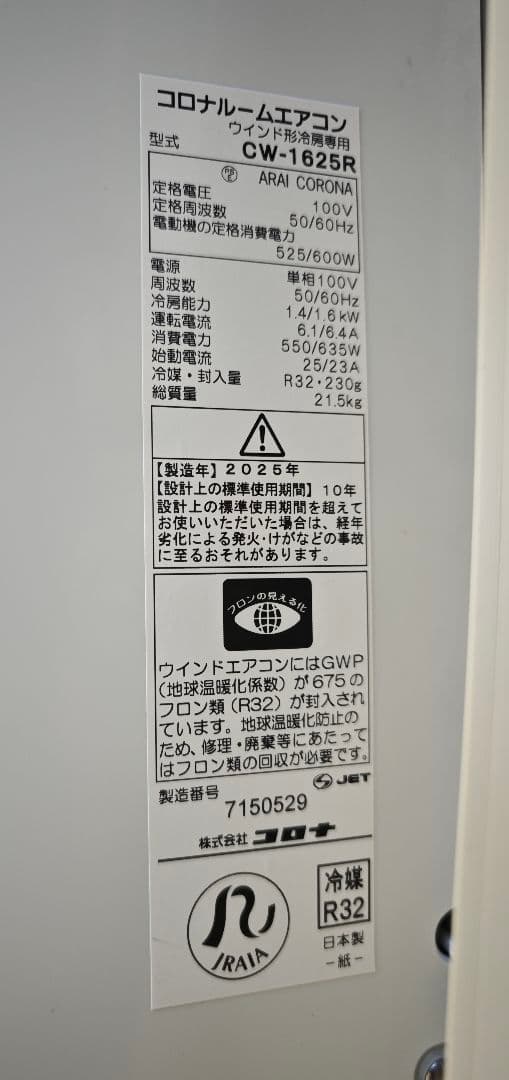 コロナルームエアコン
ウインド形冷房専用
型式 CW-1625R
PS E ARAI CORONA
定格電圧 100V
定格周波数 50/60Hz
電動機の定格消費電力
525/600W
電源 単相100V
周波数 50/60Hz
冷房能力 1.4/1.6kW
運転電流 6.1/6.4A
消費電力 550/635W
始動電流 25/23A
冷媒・封入量 R32・230g
総質量 21.5kg
【製造年】2025年
【設計上の標準使用期間】10年
設計上の標準使用期間を超えて
お使いいただいた場合は、経年
劣化による発火・けがなどの事故
に至るおそれがあります。
フロンの見える化
ウインドエアコンにはGWP
(地球温暖化係数)が675の
フロン類(R32)が封入され
ています。地球温暖化防止の
ため、修理・廃棄等にあたって
はフロン類の回収が必要です。
JET
製造番号 7150529
株式会社 コロナ
JRAIA
冷媒
R32
日本製
-紙-